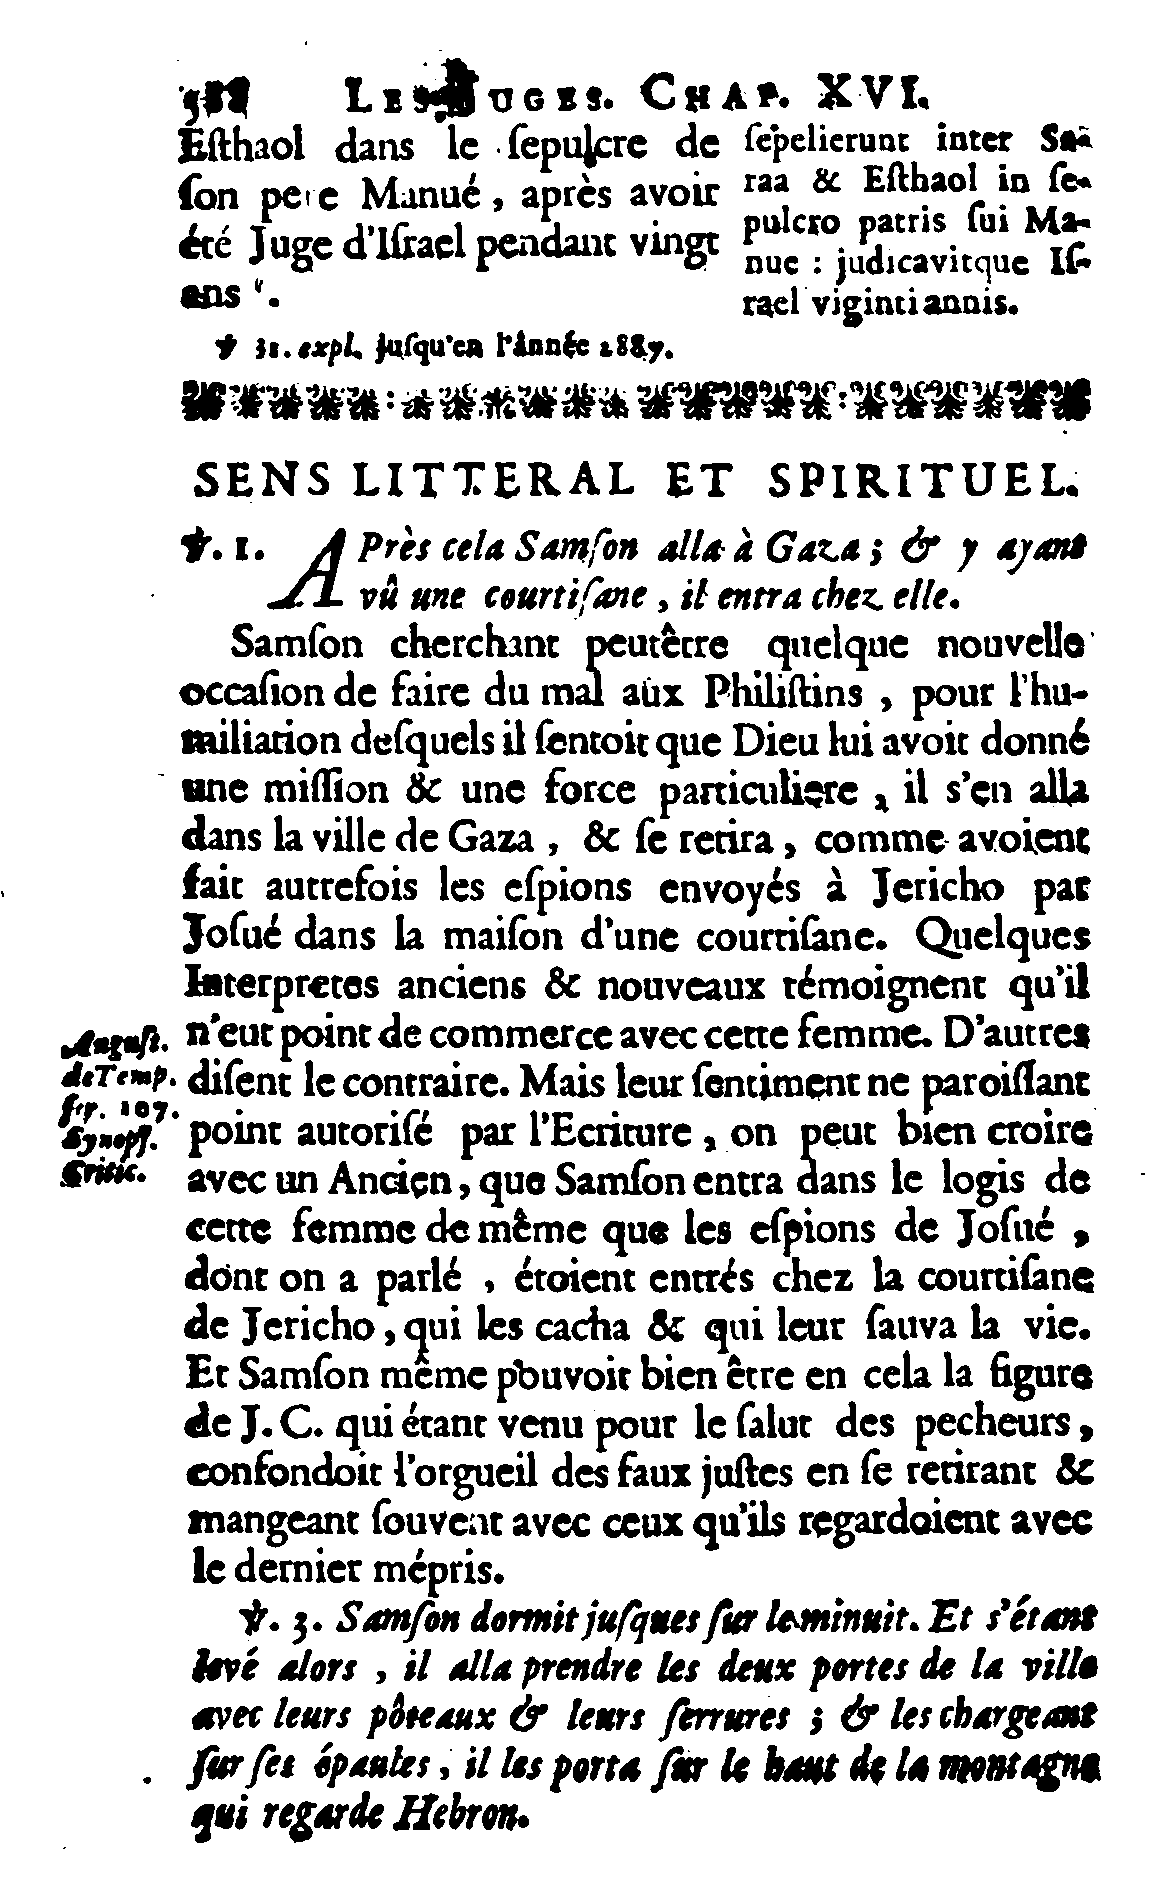 388 LES JUGES. CHAP. XVI.
Esthaol dans le ſepulcre de
ſon pere Manué, après avoir
été Juge d'Iſrael pendant vingt
ans ".
ſepelierunt inter Sa-
raa & Eſthaol in ſe-
pulcro patris ſui Ma-
nue : judicavitque Iſ-
rael viginti annis.
℣ 31. expl. juſqu'en l'année 2887.
SENS LITTERAL ET SPIRITUEL.
℣. 1. APrès cela Samſon alla à Gaza ; & y ayant
vû une courtiſane, il entra chez elle.
Samſon cherchant peutêtre quelque nouvelle
occaſion de faire du mal aux Philiſtins, pour l'hu-
miliation deſquels il ſentoit que Dieu lui avoit donné
une miſſion & une force particuliere, il s'en alla
dans la ville de Gaza, & ſe retira, comme avoient
fait autrefois les eſpions envoyés à Jericho par
Joſué dans la maiſon d'une courtiſane. Quelques
Interpretes anciens & nouveaux témoignent qu'il
n'eut point de commerce avec cette femme. D'autres
diſent le contraire. Mais leur ſentiment ne paroiſſant
point autoriſé par l'Ecriture, on peut bien croire
avec un Ancien, que Samſon entra dans le logis de
cette femme de même que les eſpions de Joſué,
dont on a parlé, étoient entrés chez la courtiſane
de Jericho, qui les cacha & qui leur ſauva la vie.
Et Samſon même pouvoit bien être en cela la figure
de J. C. qui étant venu pour le ſalut des pecheurs,
confondoit l'orgueil des faux juſtes en ſe retirant &
mangeant ſouvent avec ceux qu'ils regardoient avec
le dernier mépris.
Auguſt.
de Temp.
ſer. 107.
Synopſ.
Critic.
℣. 3. Samſon dormit juſques ſur le minuit. Et s'étant
levé alors, il alla prendre les deux portes de la ville
avec leurs pôteaux & leurs ſerrures ; & les chargeant
ſur ſes épaules, il les porta ſur le haut de la montagne
qui regarde Hebron.